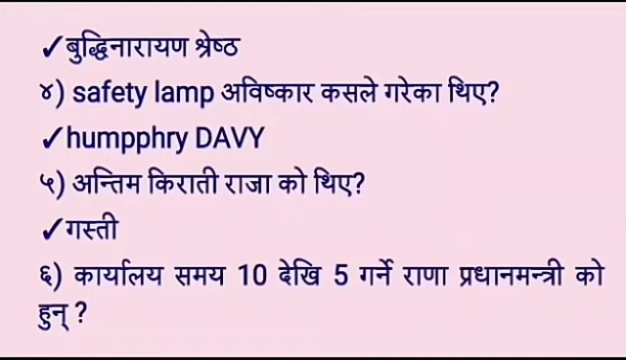 ✓बुद्धिनारायण श्रेष्ठ
४) safety lamp अविष्कार कसले गरेका थिए?
✓humpphry DAVY
५) अन्तिम किराती राजा को थिए?
✓गस्ती
६) कार्यालय समय 10 देखि 5 गर्ने राणा प्रधानमन्त्री को
हुन् ?